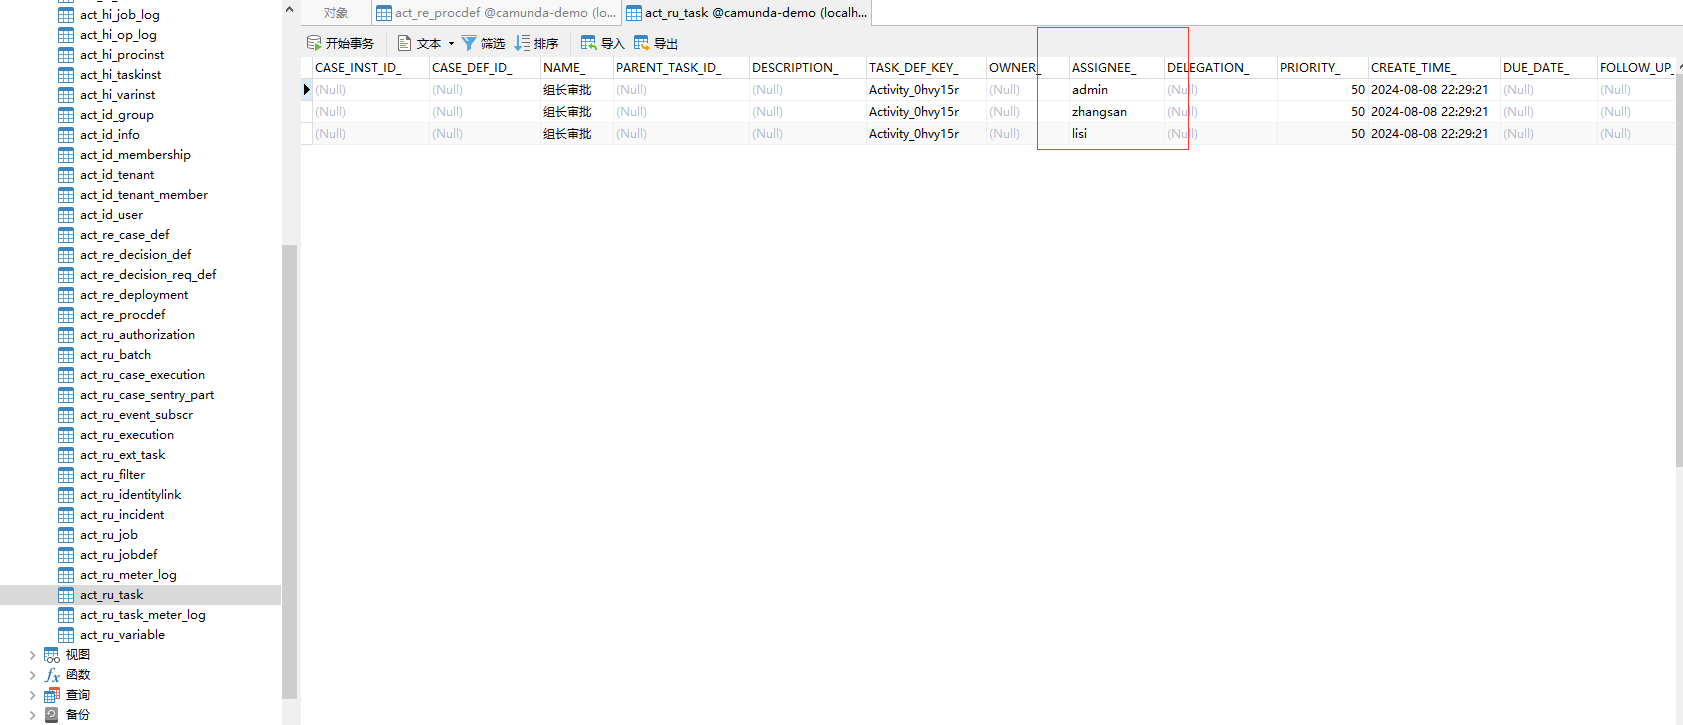 act_hi_job_log
act_hi_op_log
act_hi_procinst
act_hi_taskinst
act_hi_varinst
act_id_group
act_id_info
act_id_membership
act_id_tenant
act_id_tenant_member
act_id_user
act_re_case_def
act_re_decision_def
act_re_decision_req_def
act_re_deployment
act_re_procdef
act_ru_authorization
act_ru_batch
act_ru_case_execution
act_ru_case_sentry_part
act_ru_event_subscr
act_ru_execution
act_ru_ext_task
act_ru_filter
act_ru_identitylink
act_ru_incident
act_ru_job
act_ru_jobdef
act_ru_meter_log
act_ru_task
act_ru_task_meter_log
act_ru_variable
视图
函数
查询
备份
对象 act_re_procdef @camunda-demo (lo... act_ru_task @camunda-demo (localh...
开始事务 文本 筛选 排序 导入 导出
CASE_INST_ID_ CASE_DEF_ID_ NAME_ PARENT_TASK_ID_ DESCRIPTION_ TASK_DEF_KEY_ OWNER_ ASSIGNEE_ DELEGATION_ PRIORITY_ CREATE_TIME_ DUE_DATE_ FOLLOW_UP_
(Null) (Null) 组长审批 (Null) (Null) Activity_0hvy15r (Null) admin (Null) 50 2024-08-08 22:29:21 (Null) (Null)
(Null) (Null) 组长审批 (Null) (Null) Activity_0hvy15r (Null) zhangsan (Null) 50 2024-08-08 22:29:21 (Null) (Null)
(Null) (Null) 组长审批 (Null) (Null) Activity_0hvy15r (Null) lisi (Null) 50 2024-08-08 22:29:21 (Null) (Null)